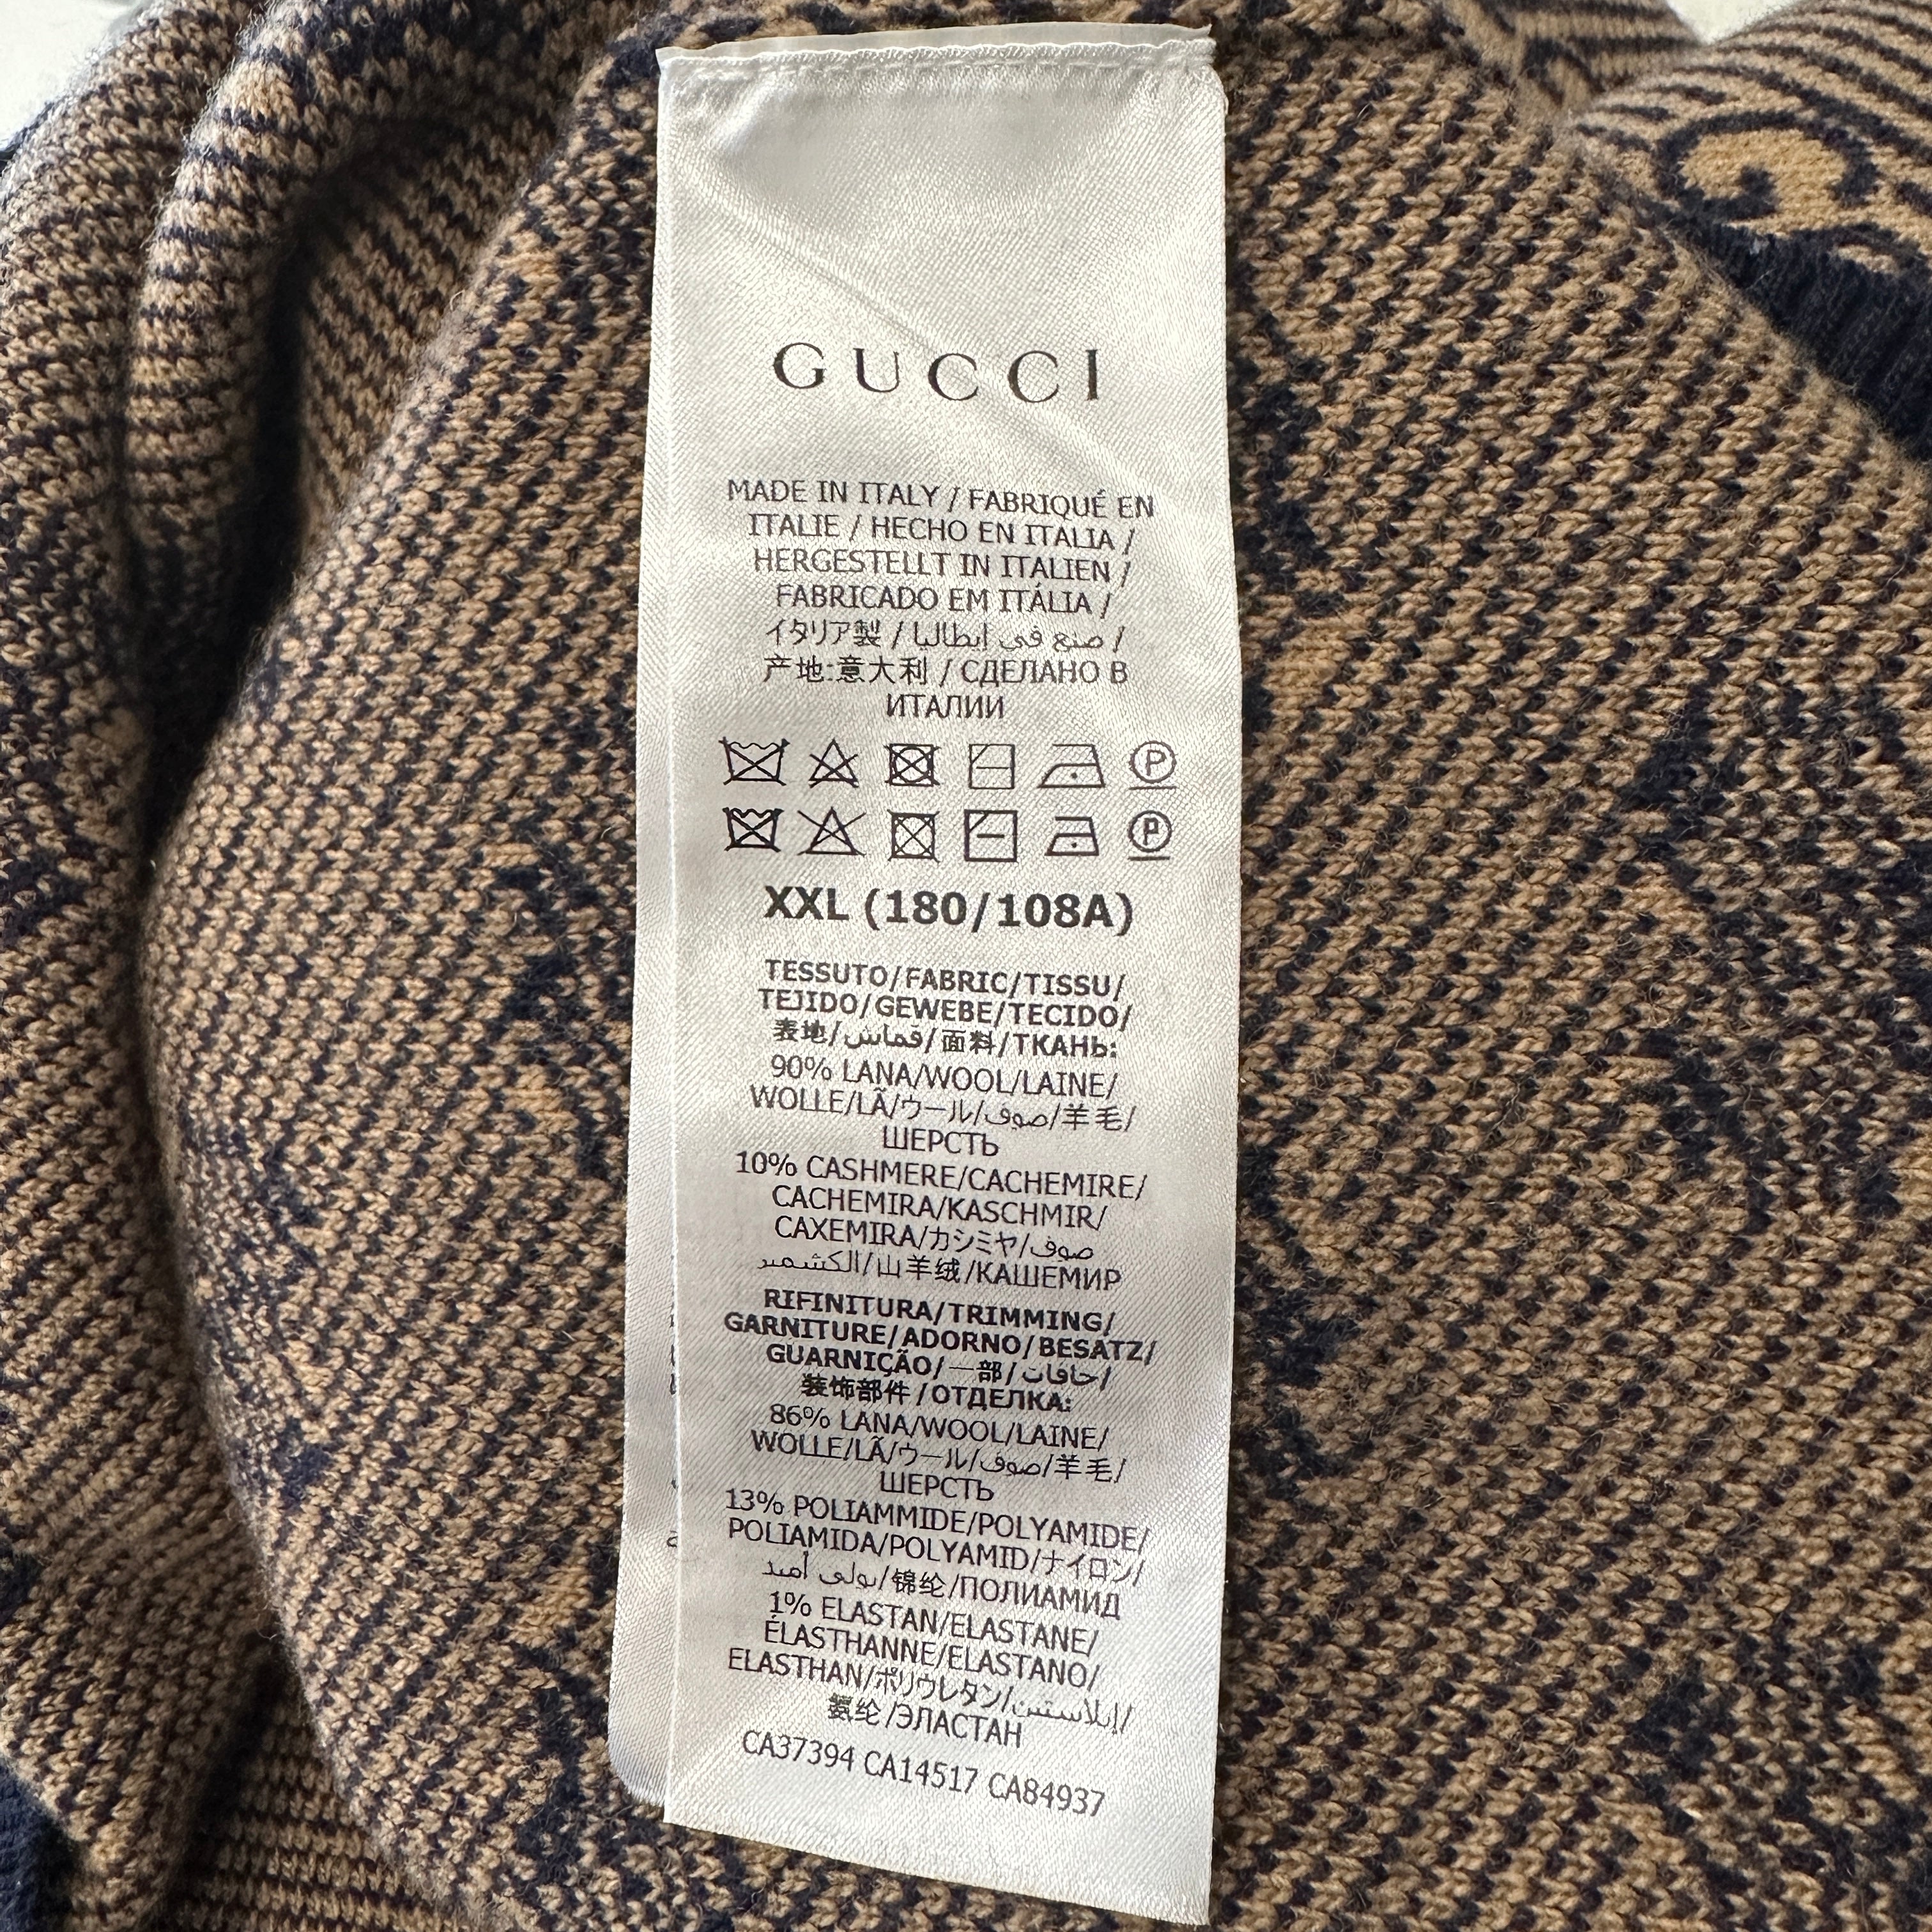 GUCCI
MADE IN ITALY / FABRIQUÉ EN
ITALIE / HECHO EN ITALIA /
HERGESTELLT IN ITALIEN /
FABRICADO EM ITÁLIA /
イタリア製 / صنع في ايطاليا /
产地:意大利 / СДЕЛАНО В
ИТАЛИИ
P
P
XXL (180/108A)
TESSUTO/FABRIC/TISSU/
TEJIDO/GEWEBE/TECIDO/
表地/قماش/面料/ТКАНЬ:
90% LANA/WOOL/LAINE/
WOLLE/LÃ/ウール/صوف/羊毛/
ШЕРСТЬ
10% CASHMERE/CACHEMIRE/
CACHEMIRA/KASCHMIR/
CAXEMIRA/カシミヤ/صوف
الكشمير/山羊绒/КАШЕМИР
RIFINITURA/TRIMMING/
GARNITURE/ADORNO/BESATZ/
GUARNIÇÃO/一部/حافات/
装饰部件/ОТДЕЛКА:
86% LANA/WOOL/LAINE/
WOLLE/LÃ/ウール/صوف/羊毛/
ШЕРСТЬ
13% POLIAMMIDE/POLYAMIDE/
POLIAMIDA/POLYAMID/ナイロン/
بولي أميد/锦纶/ПОЛИАМИД
1% ELASTAN/ELASTANE/
ÉLASTHANNE/ELASTANO/
ELASTHAN/ポリウレタン/إيلاستين/
氨纶/ЭЛАСТАН
CA37394 CA14517 CA84937